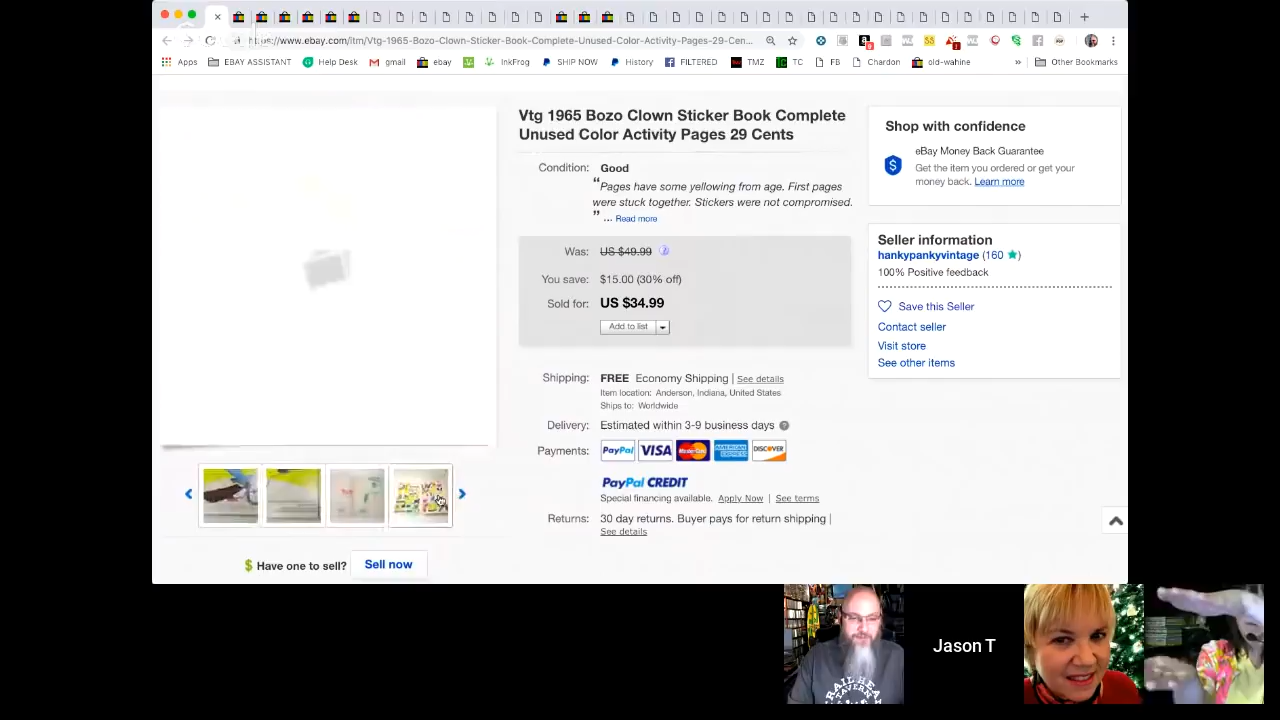 https://www.ebay.com/itm/Vtg-1965-Bozo-Clown-Sticker-Book-Complete-Unused-Color-Activity-Pages-29-Cen...
Apps EBAY ASSISTANT Help Desk gmail ebay InkFrog SHIP NOW History FILTERED TMZ TC FB Chardon old-wahine » Other Bookmarks
Vtg 1965 Bozo Clown Sticker Book Complete
Unused Color Activity Pages 29 Cents
Condition: Good
"Pages have some yellowing from age. First pages
were stuck together. Stickers were not compromised.
" ... Read more
Was: US $49.99
You save: $15.00 (30% off)
Sold for: US $34.99
Add to list
Shipping: FREE Economy Shipping | See details
Item location: Anderson, Indiana, United States
Ships to: Worldwide
Delivery: Estimated within 3-9 business days ?
Payments: PayPal VISA MasterCard AMERICAN EXPRESS DISCOVER
PayPal CREDIT
Special financing available. Apply Now | See terms
Returns: 30 day returns. Buyer pays for return shipping |
See details
Shop with confidence
eBay Money Back Guarantee
Get the item you ordered or get your
money back. Learn more
Seller information
hankypankyvintage (160 ★)
100% Positive feedback
Save this Seller
Contact seller
Visit store
See other items
$ Have one to sell? Sell now
Jason T
RAIL HEAD
TAVERN